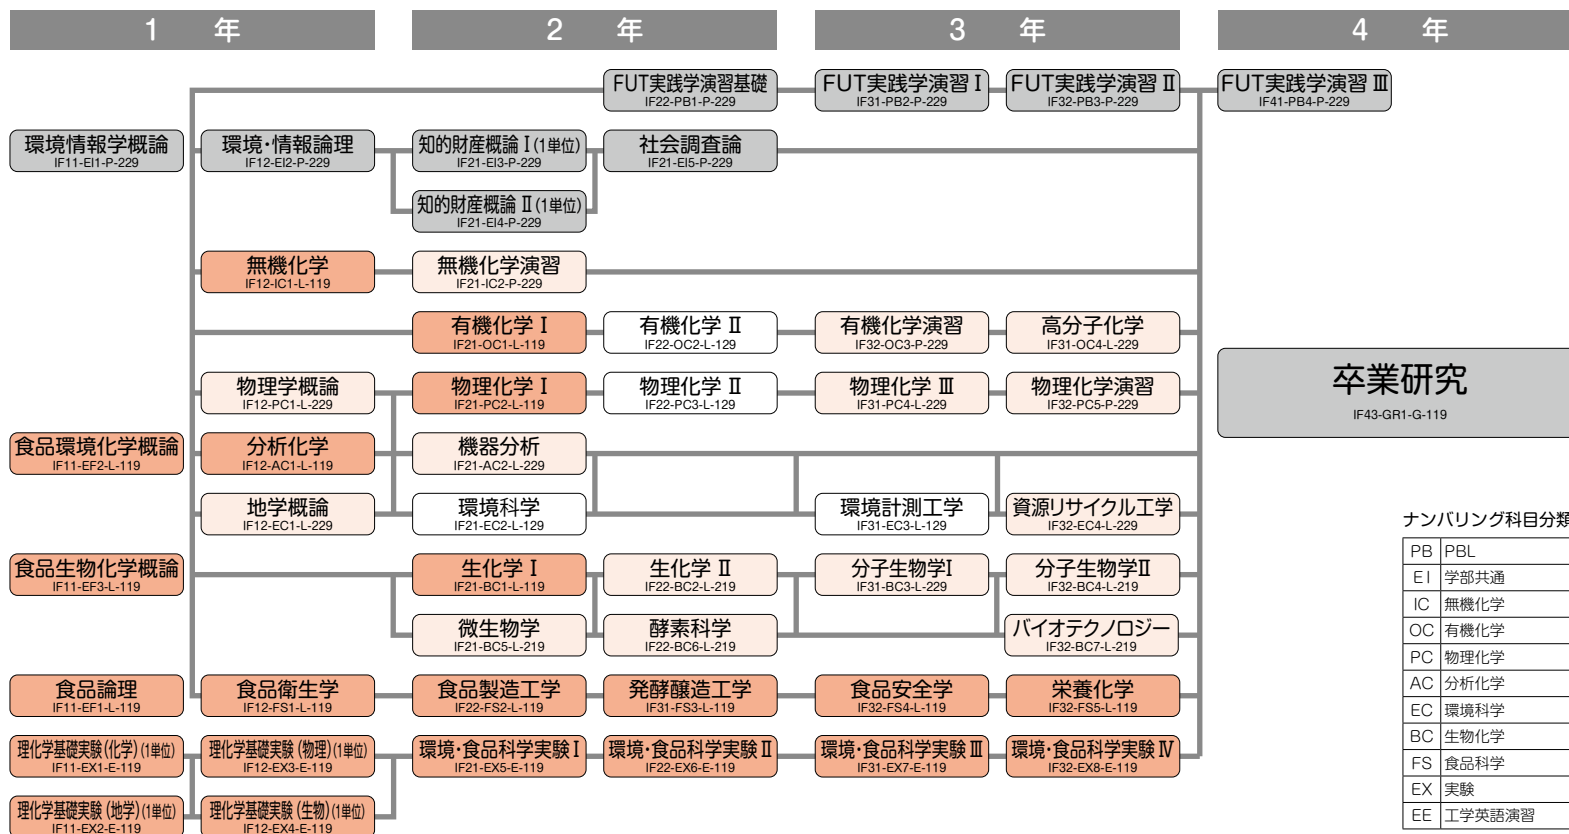 1 年 2 年 3 年 4 年
FUT実践学演習基礎 FUT実践学演習 Ⅰ FUT実践学演習 Ⅱ FUT実践学演習 Ⅲ
IF22-PB1-P-229 IF31-PB2-P-229 IF32-PB3-P-229 IF41-PB4-P-229
環境情報学概論 環境・情報論理 知的財産概論 Ⅰ (1単位) 社会調査論
IF11-EI1-P-229 IF12-EI2-P-229 IF21-EI3-P-229 IF21-EI5-P-229
知的財産概論 Ⅱ (1単位)
IF21-EI4-P-229
無機化学 無機化学演習
IF12-IC1-L-119 IF21-IC2-P-229
有機化学 Ⅰ 有機化学 Ⅱ 有機化学演習 高分子化学
IF21-OC1-L-119 IF22-OC2-L-129 IF32-OC3-P-229 IF31-OC4-L-229
物理学概論 物理化学 Ⅰ 物理化学 Ⅱ 物理化学 Ⅲ 物理化学演習
IF12-PC1-L-229 IF21-PC2-L-119 IF22-PC3-L-129 IF31-PC4-L-229 IF32-PC5-P-229
卒業研究
IF43-GR1-G-119
食品環境化学概論 分析化学 機器分析
IF11-EF2-L-119 IF12-AC1-L-119 IF21-AC2-L-229
地学概論 環境科学 環境計測工学 資源リサイクル工学
IF12-EC1-L-229 IF21-EC2-L-129 IF31-EC3-L-129 IF32-EC4-L-229
食品生物化学概論 生化学 Ⅰ 生化学 Ⅱ 分子生物学Ⅰ 分子生物学Ⅱ
IF11-EF3-L-119 IF21-BC1-L-119 IF22-BC2-L-219 IF31-BC3-L-229 IF32-BC4-L-219
微生物学 酵素科学 バイオテクノロジー
IF21-BC5-L-219 IF22-BC6-L-219 IF32-BC7-L-219
食品論理 食品衛生学 食品製造工学 発酵醸造工学 食品安全学 栄養化学
IF11-EF1-L-119 IF12-FS1-L-119 IF22-FS2-L-119 IF31-FS3-L-119 IF32-FS4-L-119 IF32-FS5-L-119
理化学基礎実験(化学)(1単位) 理化学基礎実験(物理)(1単位) 環境・食品科学実験Ⅰ 環境・食品科学実験Ⅱ 環境・食品科学実験Ⅲ 環境・食品科学実験Ⅳ
IF11-EX1-E-119 IF12-EX3-E-119 IF21-EX5-E-119 IF22-EX6-E-119 IF31-EX7-E-119 IF32-EX8-E-119
理化学基礎実験(地学)(1単位) 理化学基礎実験(生物)(1単位)
IF11-EX2-E-119 IF12-EX4-E-119
ナンバリング科目分類
PB PBL
EI 学部共通
IC 無機化学
OC 有機化学
PC 物理化学
AC 分析化学
EC 環境科学
BC 生物化学
FS 食品科学
EX 実験
EE 工学英語演習